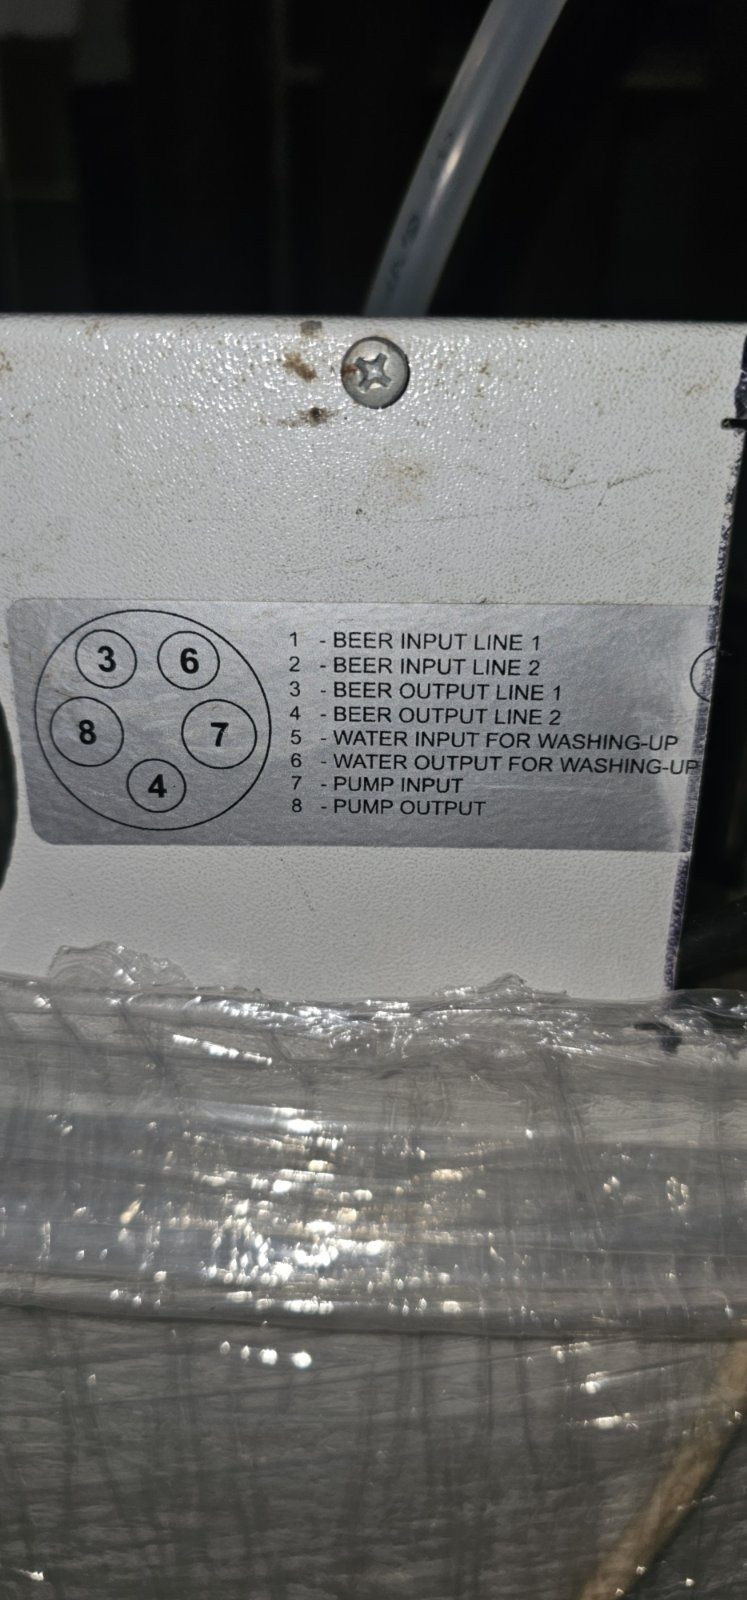 3 6
8 7
4
1 - BEER INPUT LINE 1
2 - BEER INPUT LINE 2
3 - BEER OUTPUT LINE 1
4 - BEER OUTPUT LINE 2
5 - WATER INPUT FOR WASHING-UP
6 - WATER OUTPUT FOR WASHING-UP
7 - PUMP INPUT
8 - PUMP OUTPUT